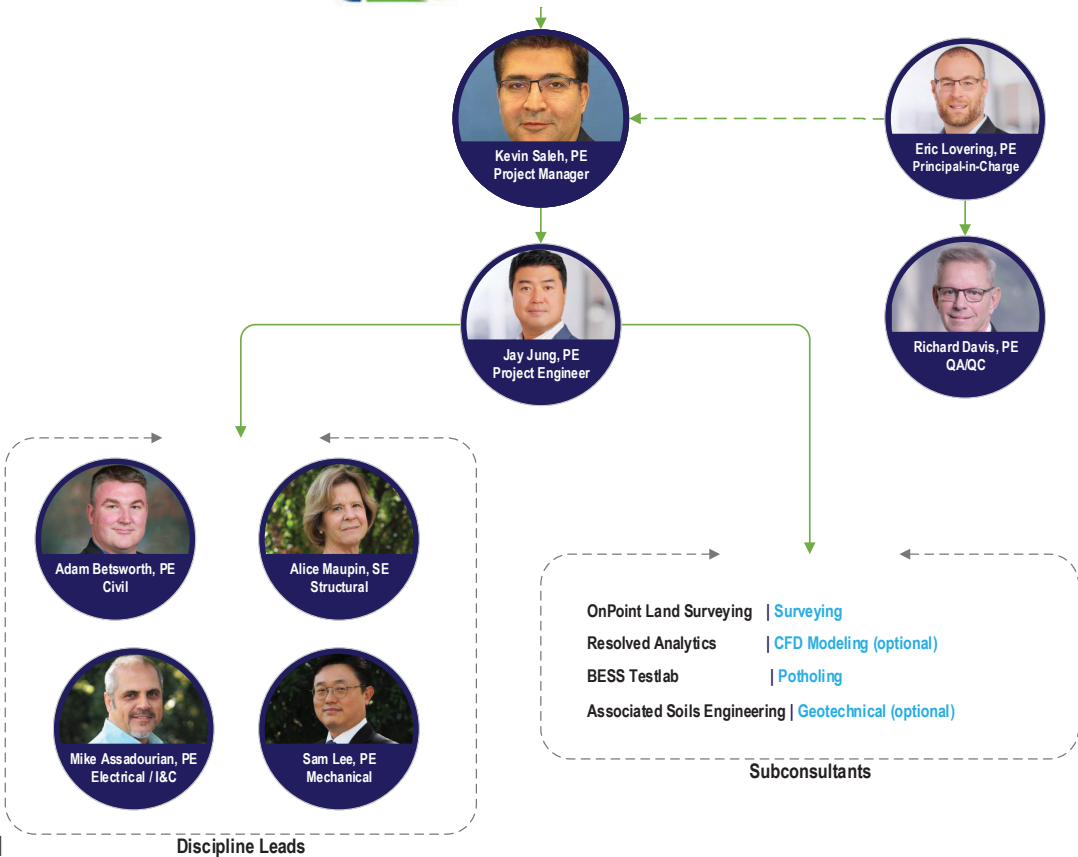 Kevin Saleh, PE
Project Manager
Eric Lovering, PE
Principal-in-Charge
Jay Jung, PE
Project Engineer
Richard Davis, PE
QA/QC
Adam Betsworth, PE
Civil
Alice Maupin, SE
Structural
Mike Assadourian, PE
Electrical / I&C
Sam Lee, PE
Mechanical
Discipline Leads
OnPoint Land Surveying | Surveying
Resolved Analytics | CFD Modeling (optional)
BESS Testlab | Potholing
Associated Soils Engineering | Geotechnical (optional)
Subconsultants